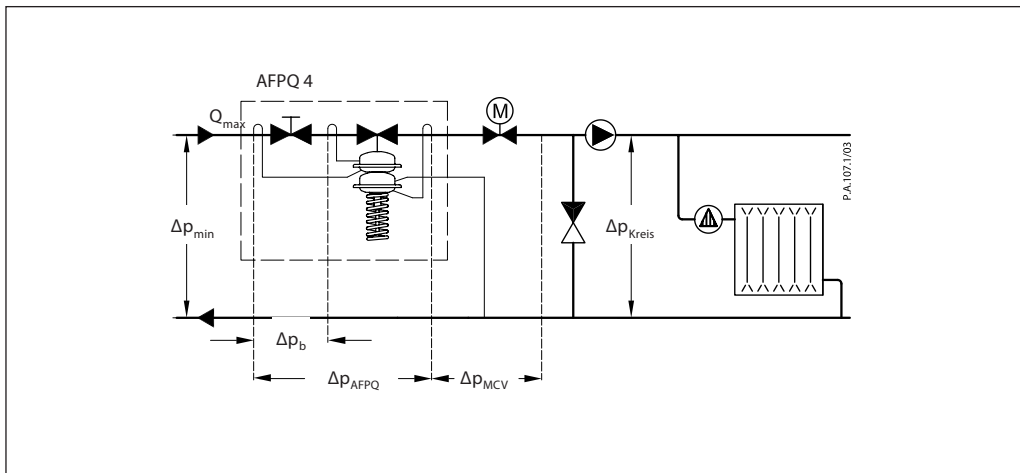 AFPQ 4
Q_max
M
Δp_min
Δp_Kreis
P.A.107.1/03
Δp_b
Δp_AFPQ
Δp_MCV